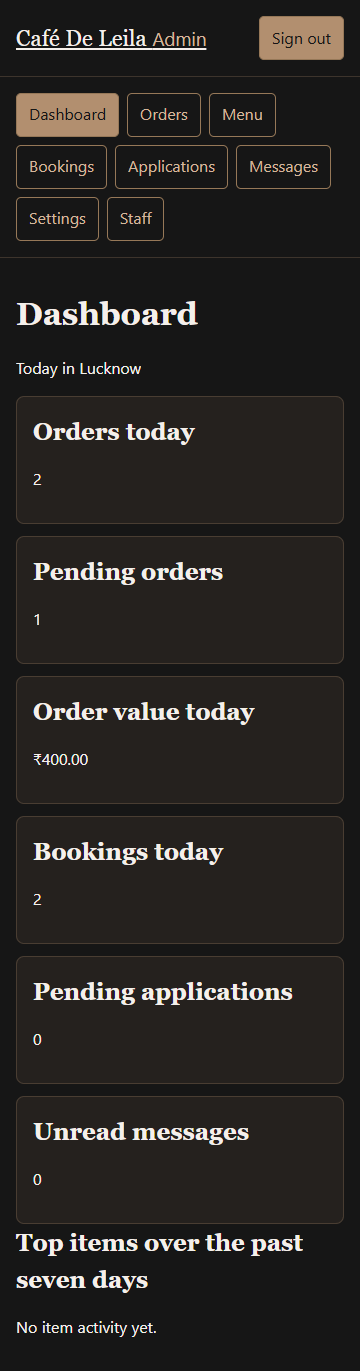 Café De Leila Admin
Sign out
Dashboard
Orders
Menu
Bookings
Applications
Messages
Settings
Staff
Dashboard
Today in Lucknow
Orders today
2
Pending orders
1
Order value today
₹400.00
Bookings today
2
Pending applications
0
Unread messages
0
Top items over the past
seven days
No item activity yet.